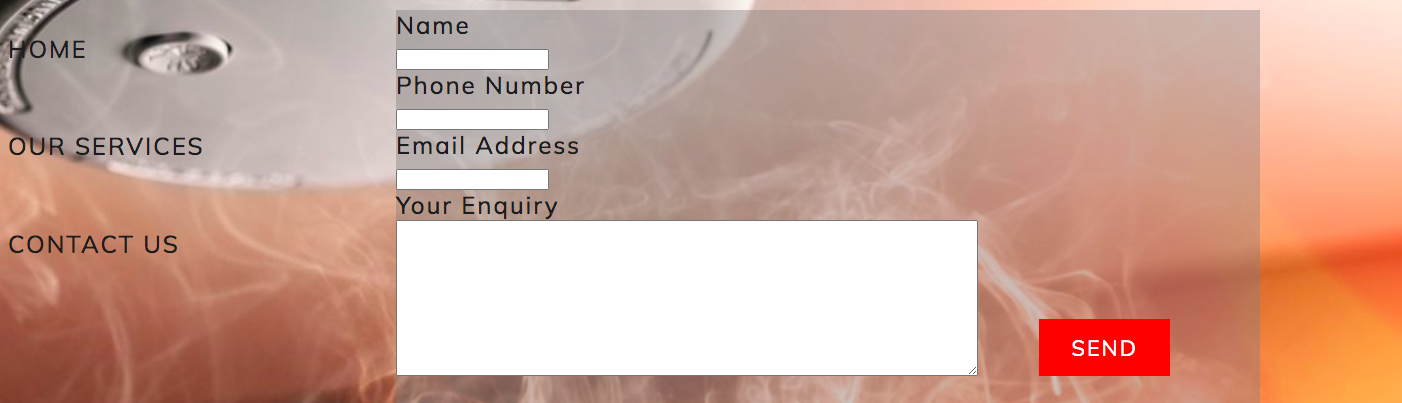 HOME
OUR SERVICES
CONTACT US
Name
Phone Number
Email Address
Your Enquiry
SEND